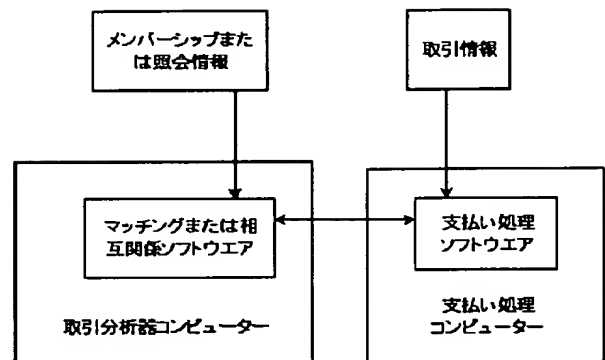 メンバーシップまた
は照会情報
取引情報
マッチングまたは相
互関係ソフトウエア
支払い処理
ソフトウエア
取引分析器コンピューター
支払い処理
コンピューター